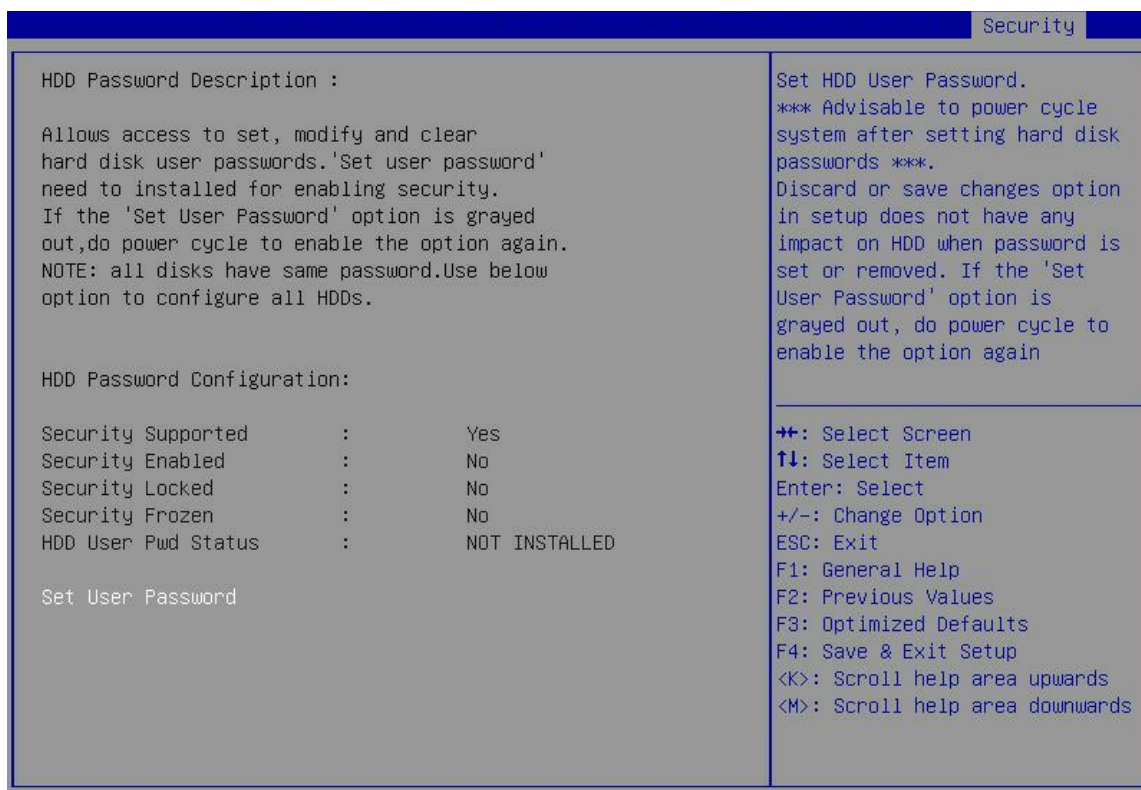 Security
HDD Password Description :
Allows access to set, modify and clear
hard disk user passwords.'Set user password'
need to installed for enabling security.
If the 'Set User Password' option is grayed
out,do power cycle to enable the option again.
NOTE: all disks have same password.Use below
option to configure all HDDs.
HDD Password Configuration:
Security Supported : Yes
Security Enabled : No
Security Locked : No
Security Frozen : No
HDD User Pwd Status : NOT INSTALLED
Set User Password
Set HDD User Password.
*** Advisable to power cycle
system after setting hard disk
passwords ***.
Discard or save changes option
in setup does not have any
impact on HDD when password is
set or removed. If the 'Set
User Password' option is
grayed out, do power cycle to
enable the option again
→←: Select Screen
↑↓: Select Item
Enter: Select
+/-: Change Option
ESC: Exit
F1: General Help
F2: Previous Values
F3: Optimized Defaults
F4: Save & Exit Setup
<K>: Scroll help area upwards
<M>: Scroll help area downwards